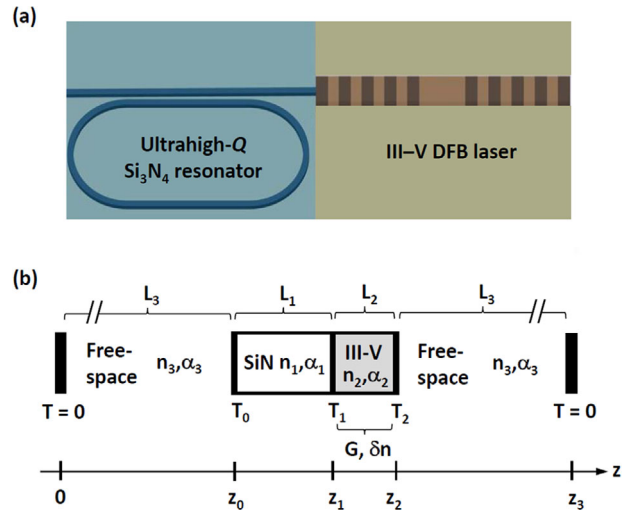 (a)
Ultrahigh-Q
Si₃N₄ resonator
III–V DFB laser
(b)
L₃ L₁ L₂ L₃
Free-
space
n₃,α₃
SiN n₁,α₁
III-V
n₂,α₂
Free-
space
n₃,α₃
T = 0 T₀ T₁ T₂ T = 0
G, δn
z
0 z₀ z₁ z₂ z₃